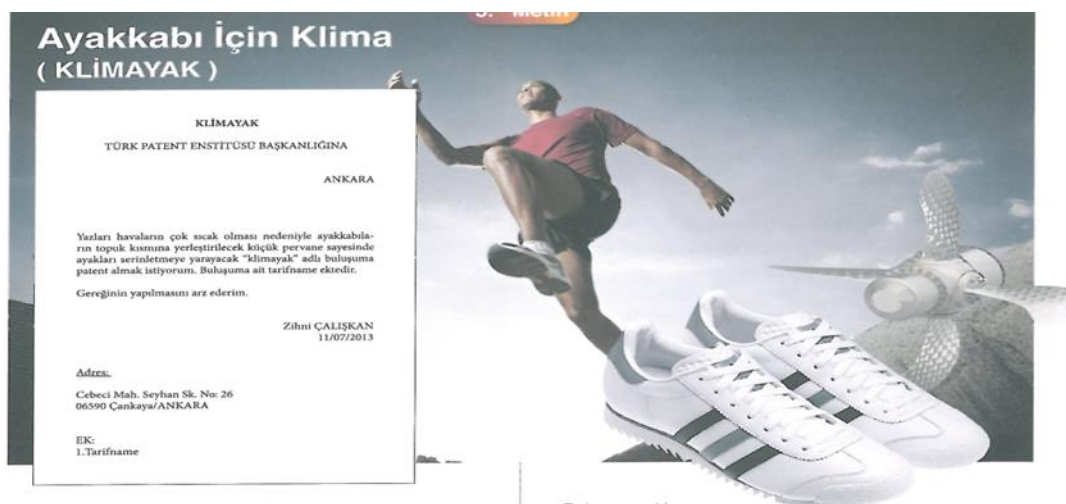 3. Metin
Ayakkabı İçin Klima
( KLİMAYAK )
KLİMAYAK
TÜRK PATENT ENSTİTÜSÜ BAŞKANLIĞINA
ANKARA
Yazları havaların çok sıcak olması nedeniyle ayakkabıla-
rın topuk kısmına yerleştirilecek küçük pervane sayesinde
ayakları serinletmeye yarayacak "klimayak" adlı buluşuma
patent almak istiyorum. Buluşuma ait tarifname ektedir.
Gereğinin yapılmasını arz ederim.
Zihni ÇALIŞKAN
11/07/2013
Adres:
Cebeci Mah. Seyhan Sk. No: 26
06590 Çankaya/ANKARA
EK:
1.Tarifname